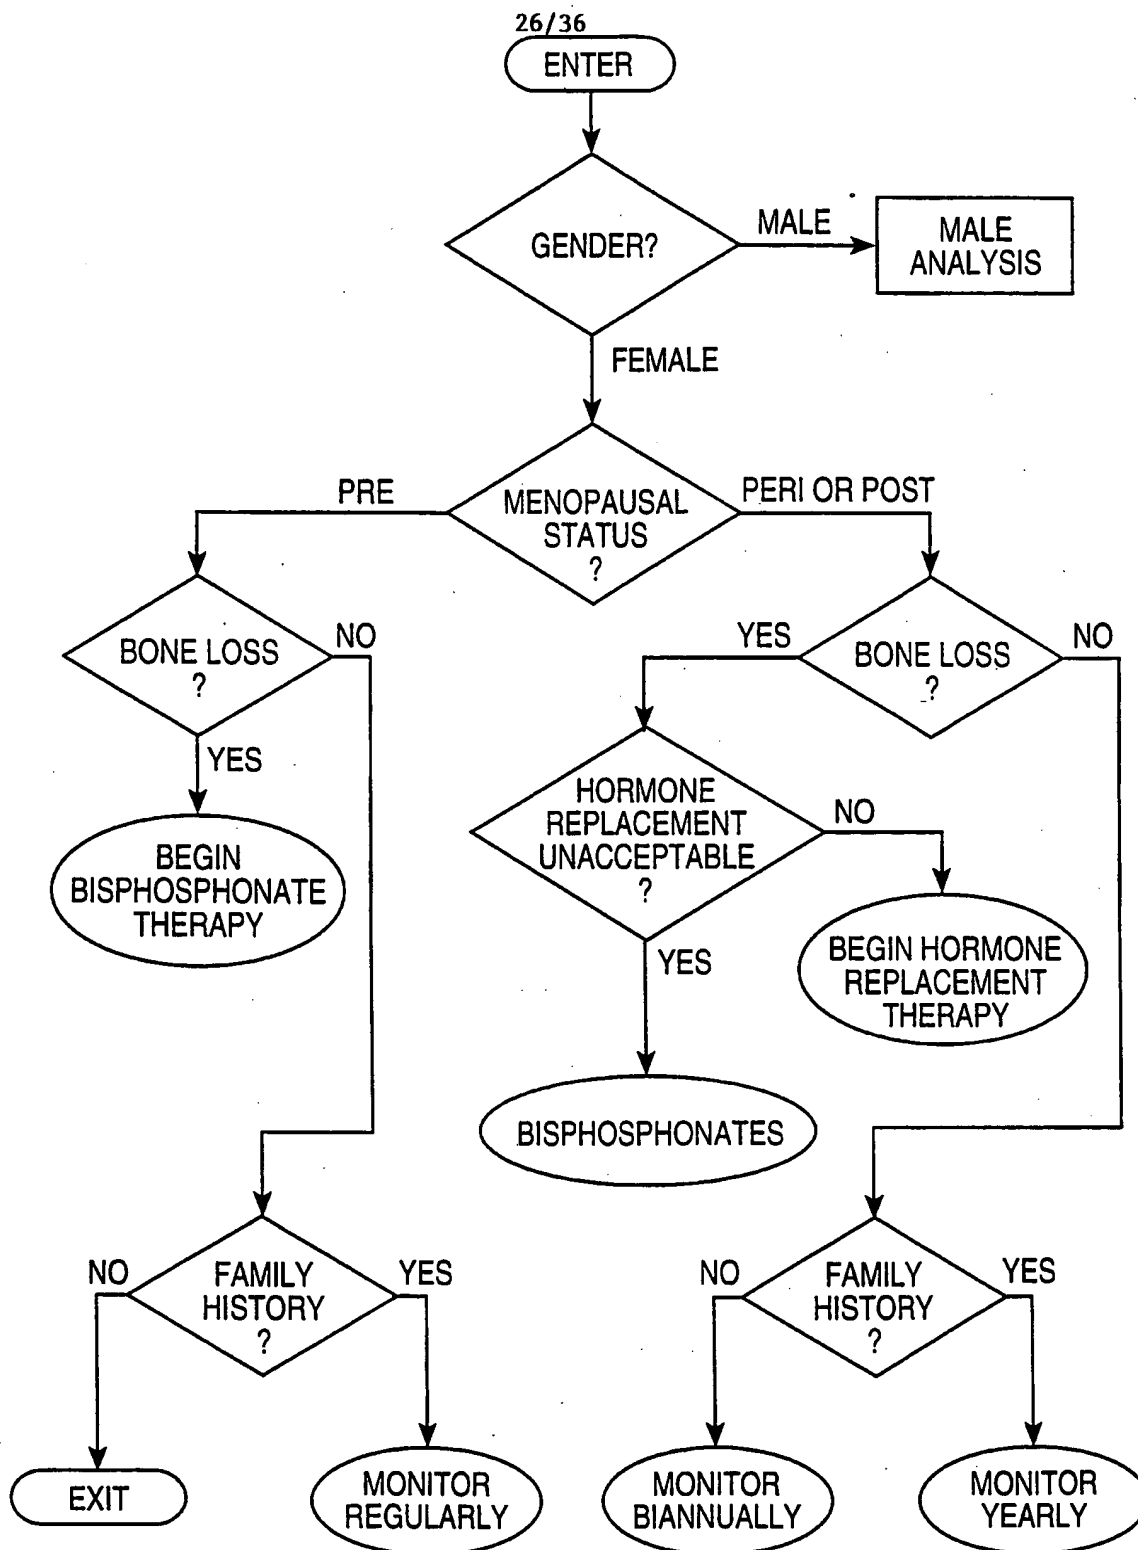 26/36
ENTER
GENDER?
MALE
MALE
ANALYSIS
FEMALE
PRE
MENOPAUSAL
STATUS
?
PERI OR POST
BONE LOSS
?
NO
YES
BONE LOSS
?
NO
YES
BEGIN
BISPHOSPHONATE
THERAPY
HORMONE
REPLACEMENT
UNACCEPTABLE
?
NO
YES
BEGIN HORMONE
REPLACEMENT
THERAPY
BISPHOSPHONATES
NO
FAMILY
HISTORY
?
YES
NO
FAMILY
HISTORY
?
YES
EXIT
MONITOR
REGULARLY
MONITOR
BIANNUALLY
MONITOR
YEARLY